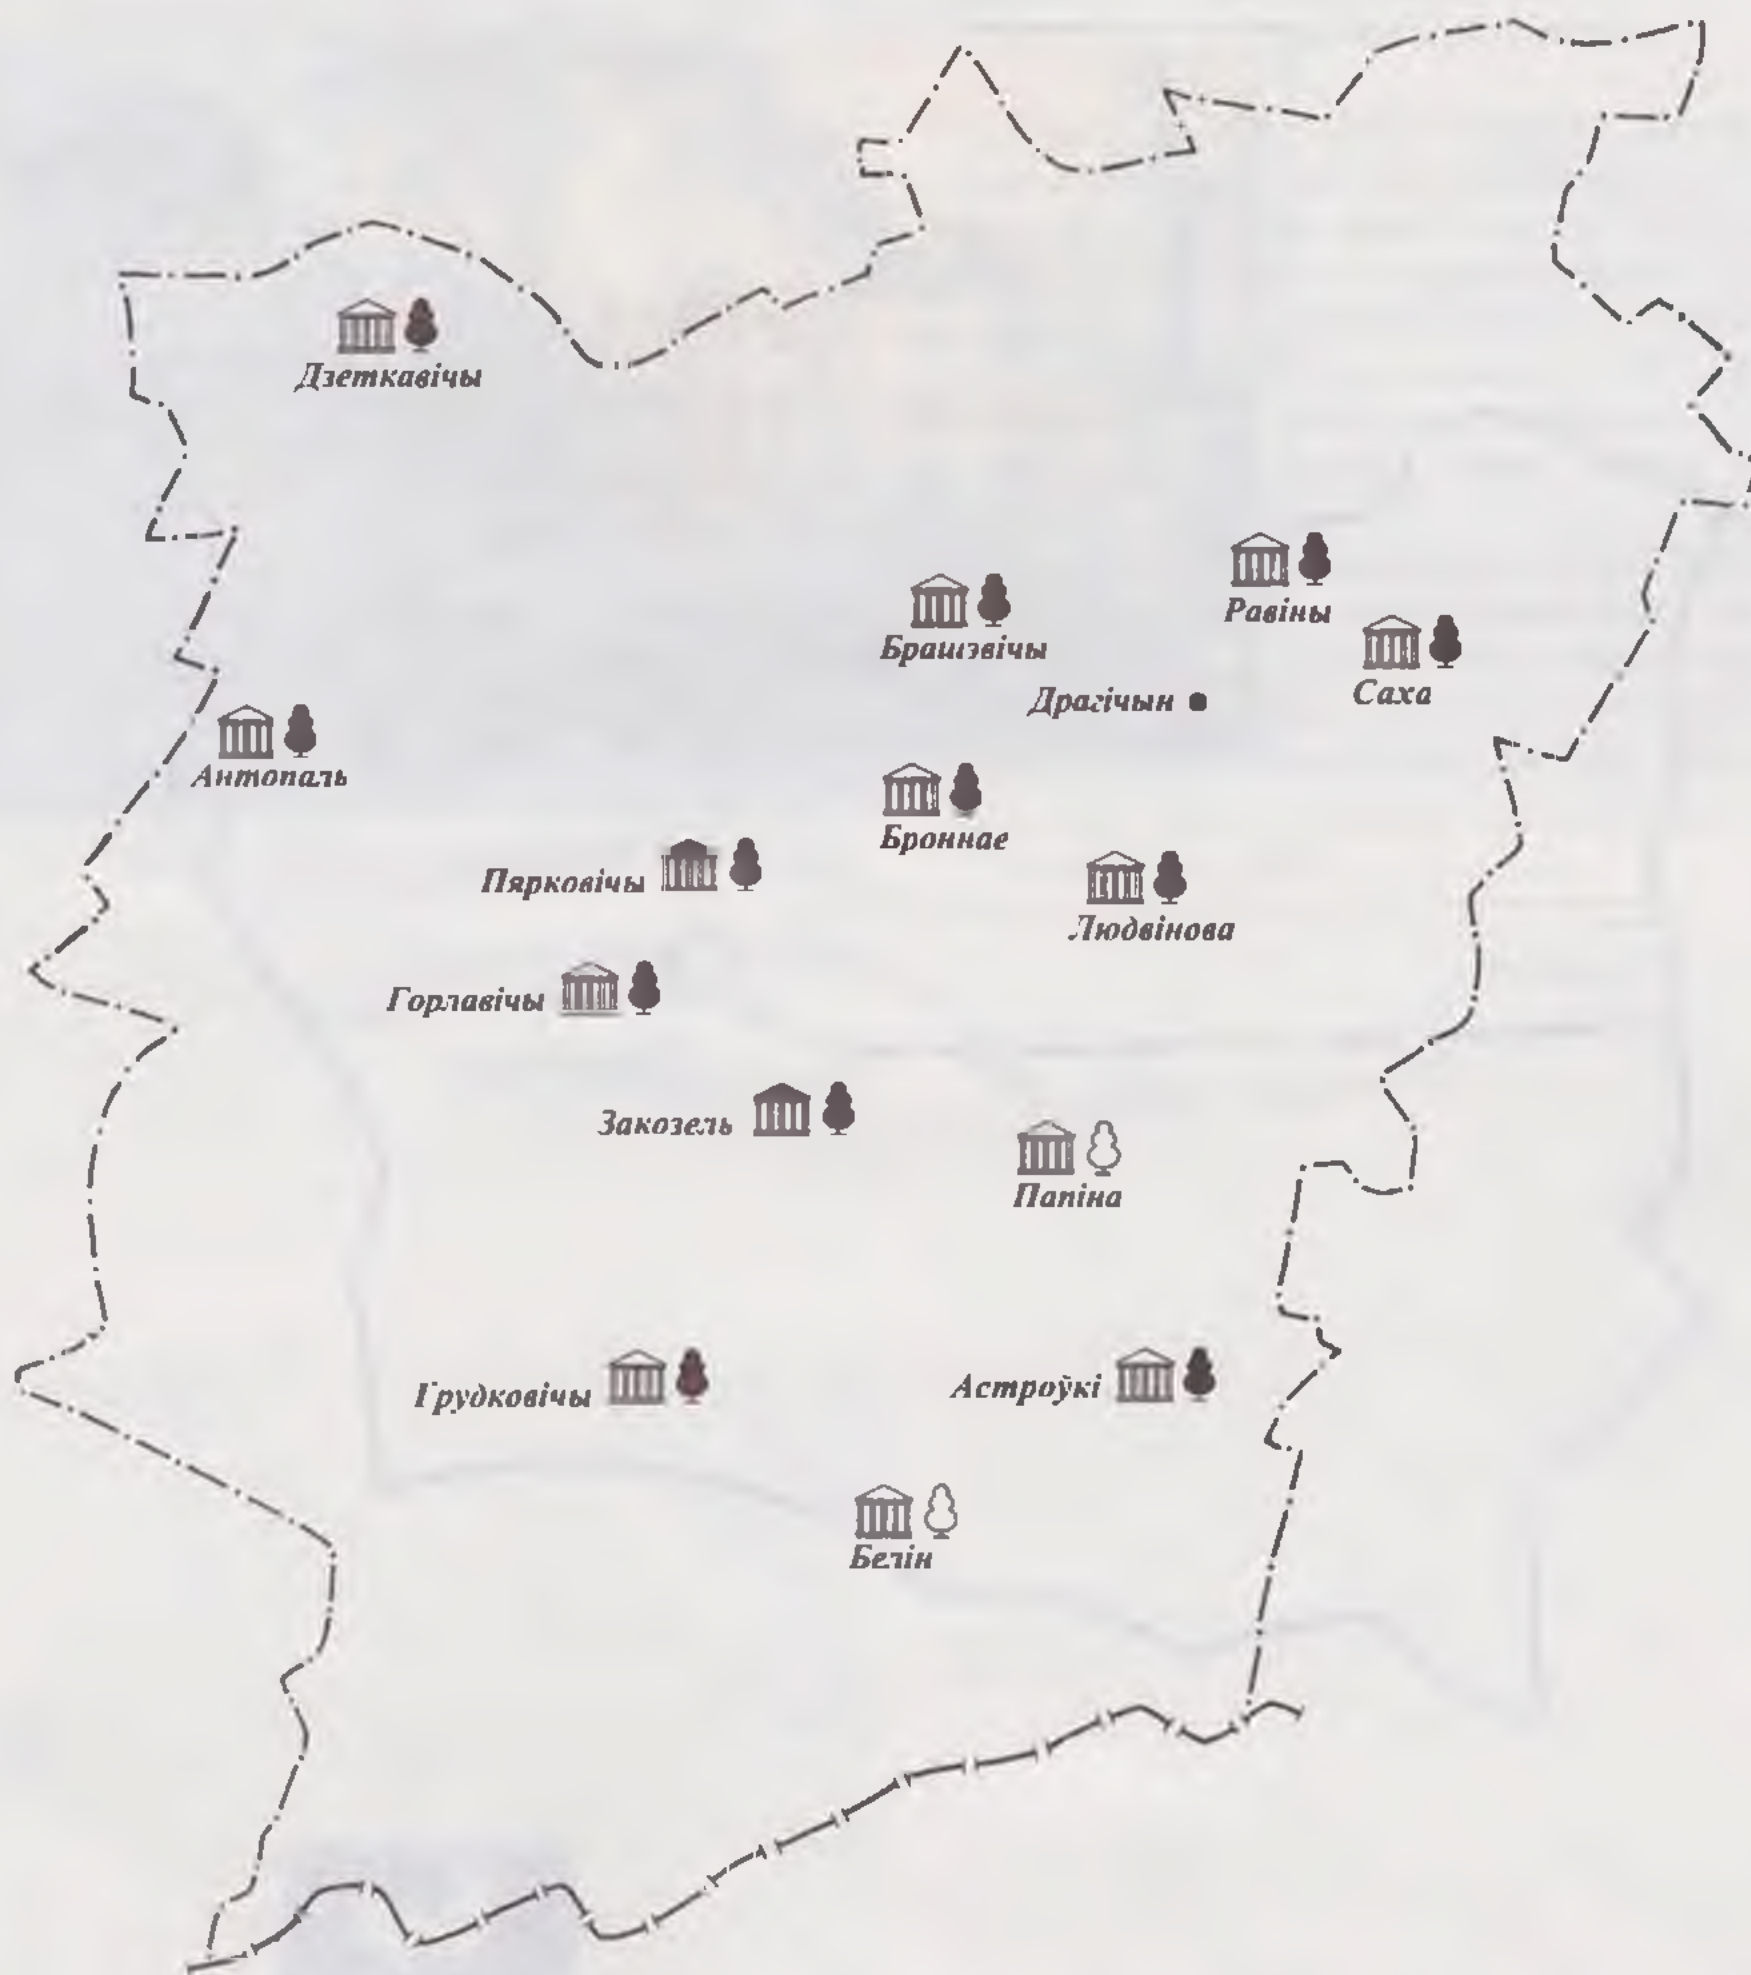 Дзеткавічы
Равіны
Брашэвічы
Саха
Драгічын
Антопаль
Броннае
Пярковічы
Людвінова
Горлавічы
Закозель
Папіна
Грудковічы
Астроўкі
Белін